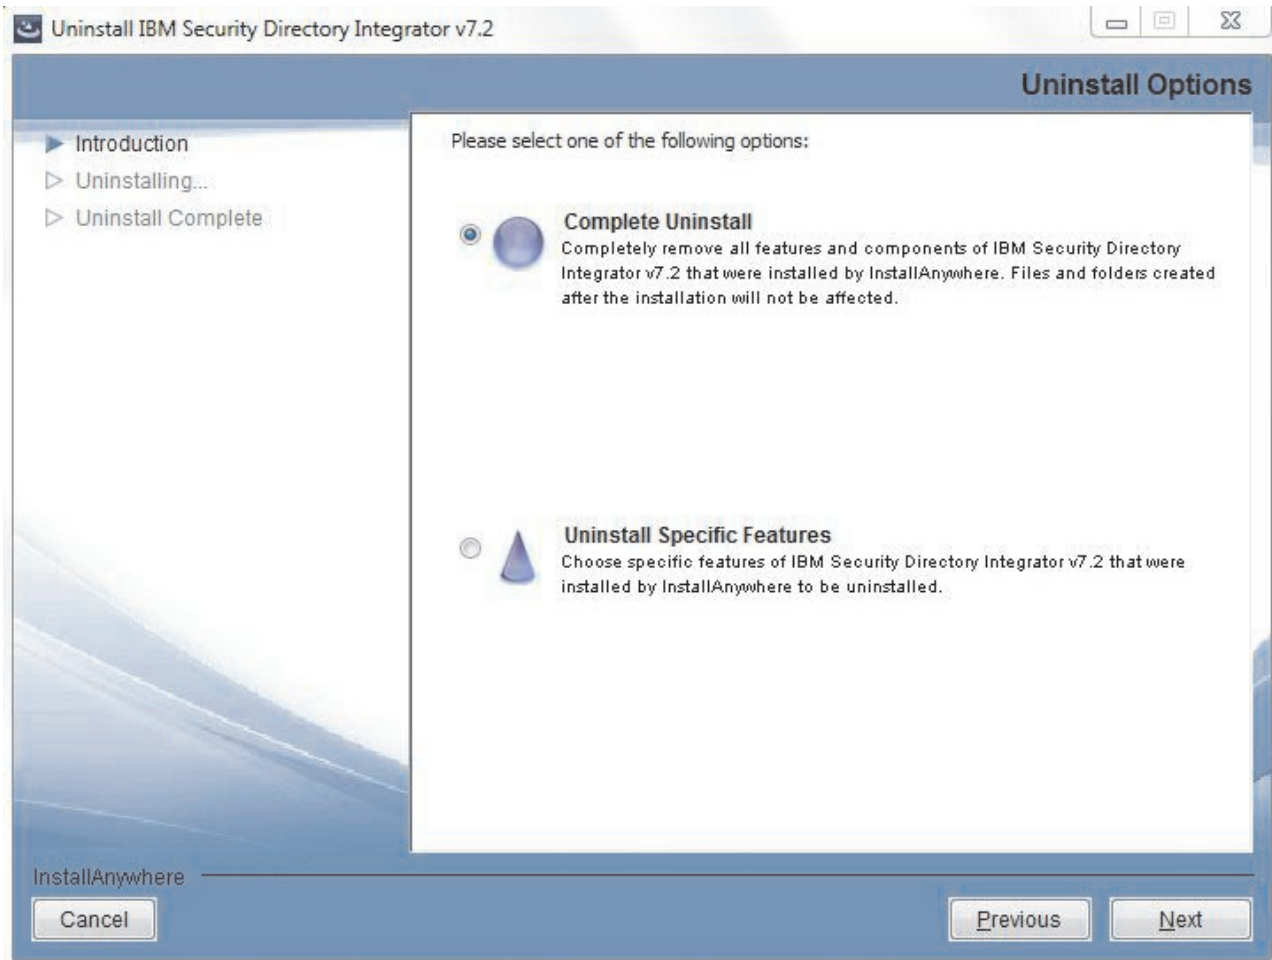 Uninstall IBM Security Directory Integrator v7.2
Uninstall Options
Introduction
Uninstalling...
Uninstall Complete
Please select one of the following options:
Complete Uninstall
Completely remove all features and components of IBM Security Directory
Integrator v7.2 that were installed by InstallAnywhere. Files and folders created
after the installation will not be affected.
Uninstall Specific Features
Choose specific features of IBM Security Directory Integrator v7.2 that were
installed by InstallAnywhere to be uninstalled.
InstallAnywhere
Cancel
Previous
Next